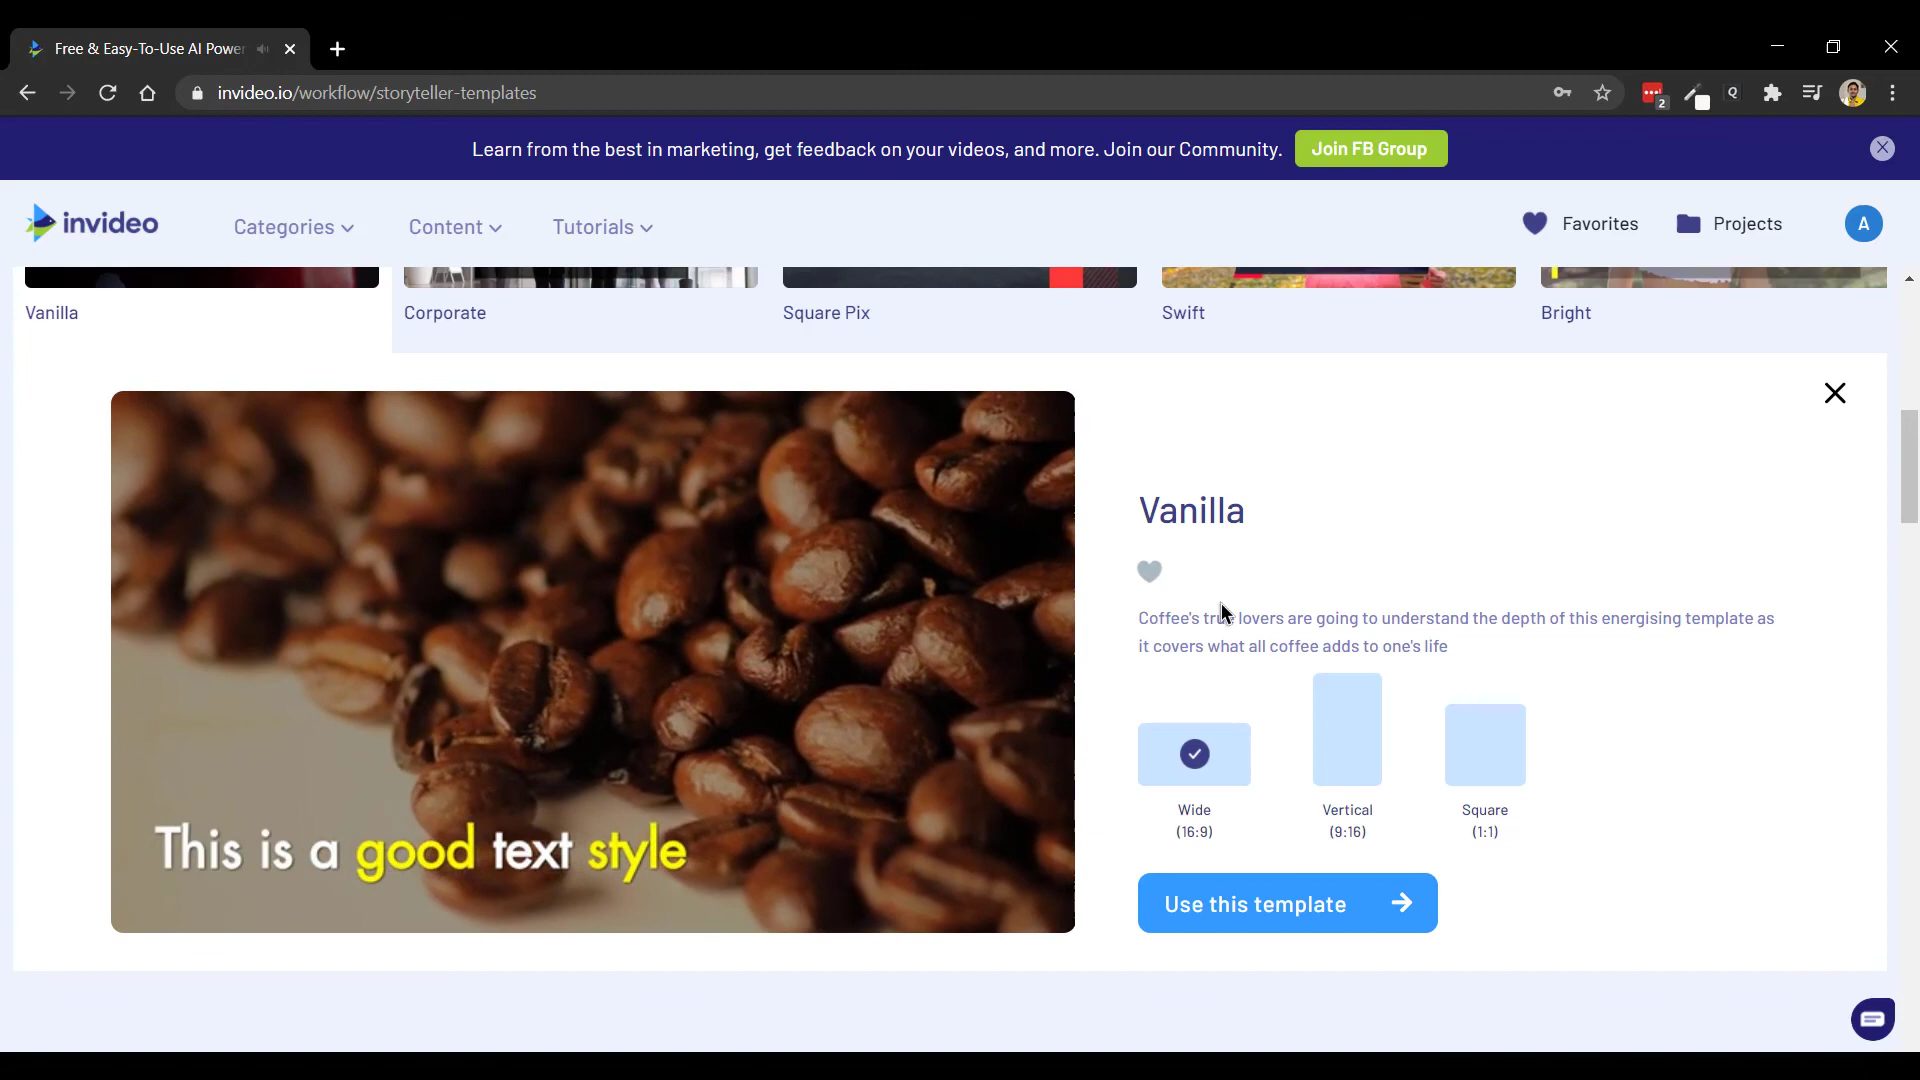 Free & Easy-To-Use AI Power
invideo.io/workflow/storyteller-templates
2
Q
Learn from the best in marketing, get feedback on your videos, and more. Join our Community.
Join FB Group
invideo
Categories
Content
Tutorials
Favorites
Projects
A
Vanilla
Corporate
Square Pix
Swift
Bright
This is a good text style
Vanilla
Coffee's true lovers are going to understand the depth of this energising template as
it covers what all coffee adds to one's life
Wide
(16:9)
Vertical
(9:16)
Square
(1:1)
Use this template